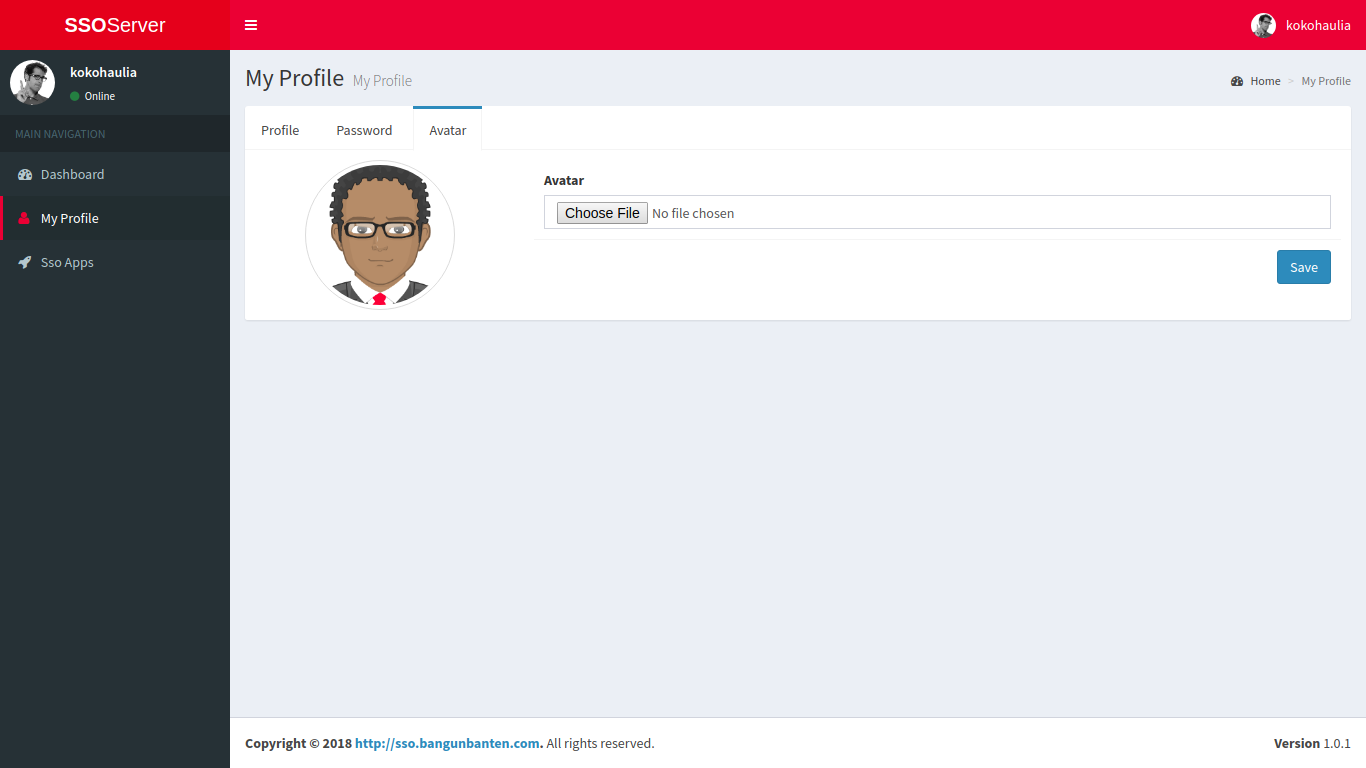 SSOServer
kokohaulia
kokohaulia
Online
MAIN NAVIGATION
Dashboard
My Profile
Sso Apps
My Profile My Profile
Home > My Profile
Profile Password Avatar
Avatar
Choose File No file chosen
Save
Copyright © 2018 http://sso.bangunbanten.com. All rights reserved.
Version 1.0.1